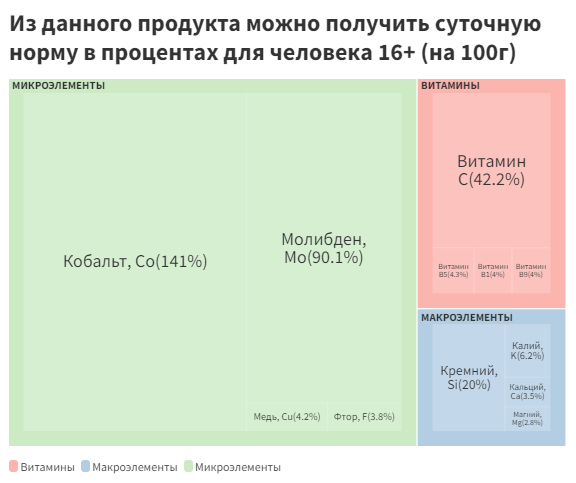 Из данного продукта можно получить суточную
норму в процентах для человека 16+ (на 100г)
МИКРОЭЛЕМЕНТЫ
Кобальт, Co(141%)
Молибден,
Mo(90.1%)
Медь, Cu(4.2%)
Фтор, F(3.8%)
ВИТАМИНЫ
Витамин
C(42.2%)
Витамин
B5(4.3%)
Витамин
B1(4%)
Витамин
B9(4%)
МАКРОЭЛЕМЕНТЫ
Кремний,
Si(20%)
Калий,
K(6.2%)
Кальций,
Ca(3.5%)
Магний,
Mg(2.8%)
Витамины
Макроэлементы
Микроэлементы